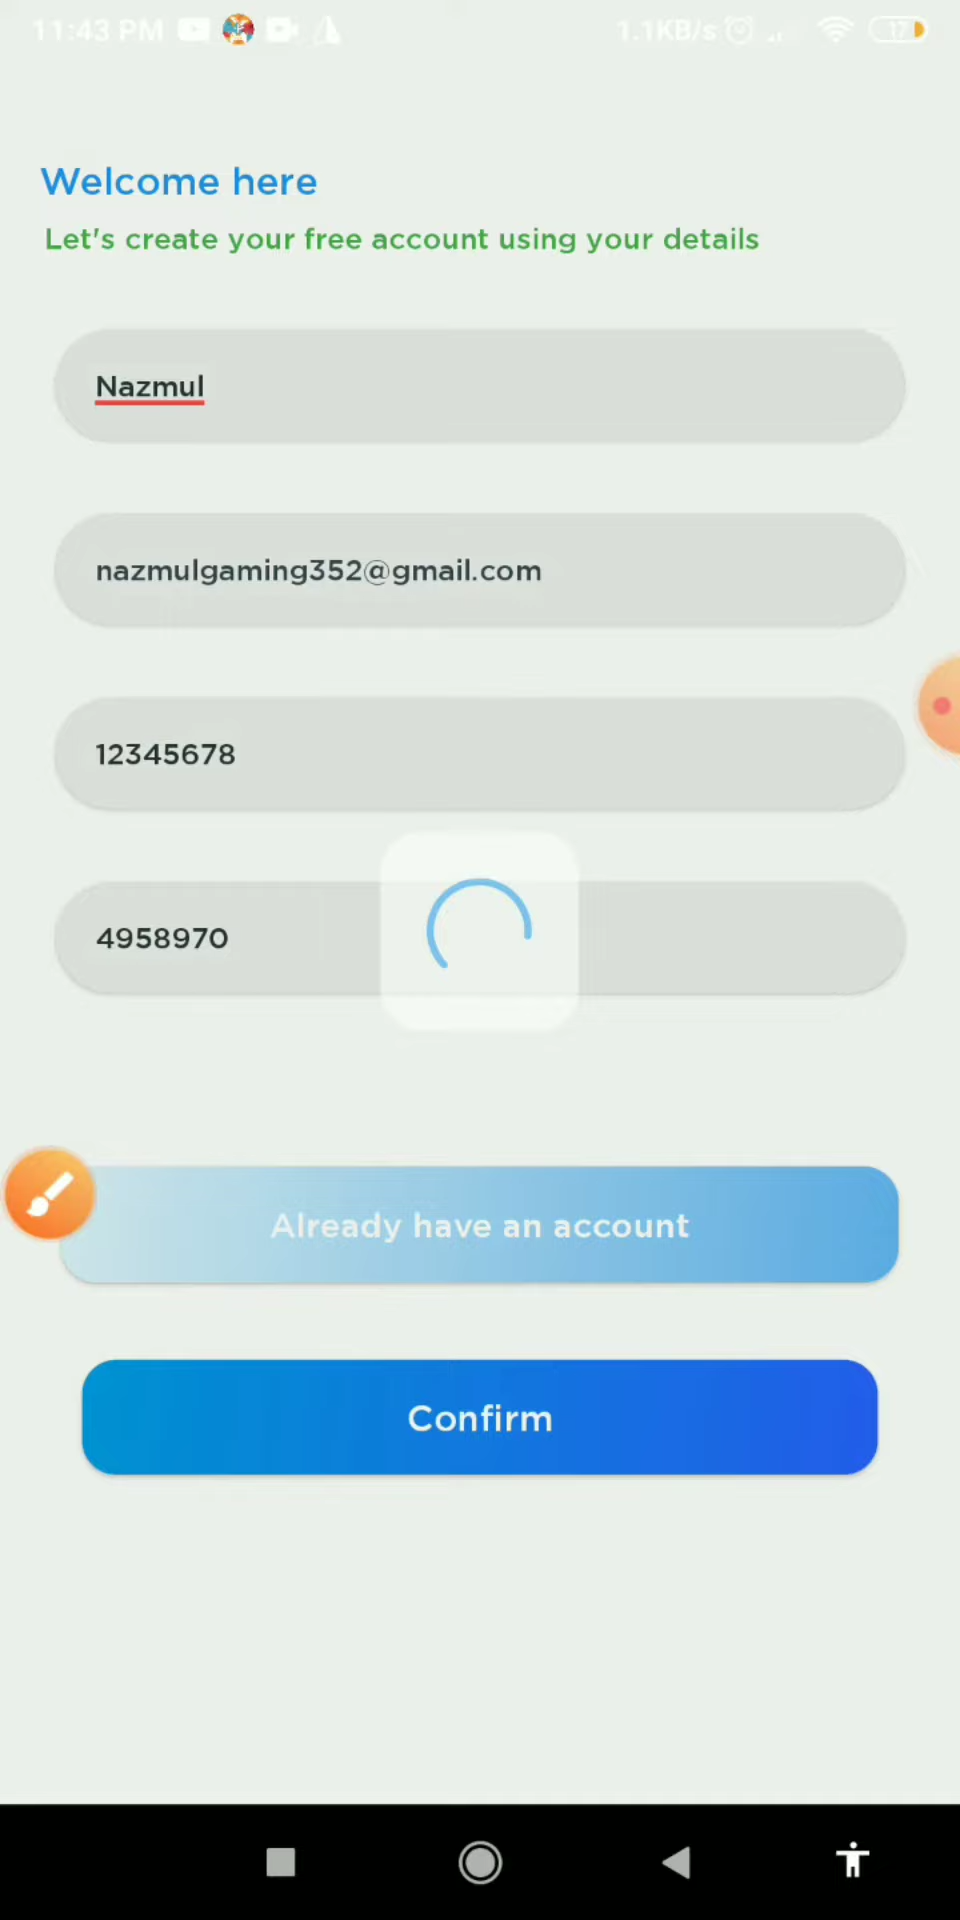 11:43 PM 1.1KB/s 17
Welcome here
Let's create your free account using your details
Nazmul
nazmulgaming352@gmail.com
12345678
4958970
Already have an account
Confirm